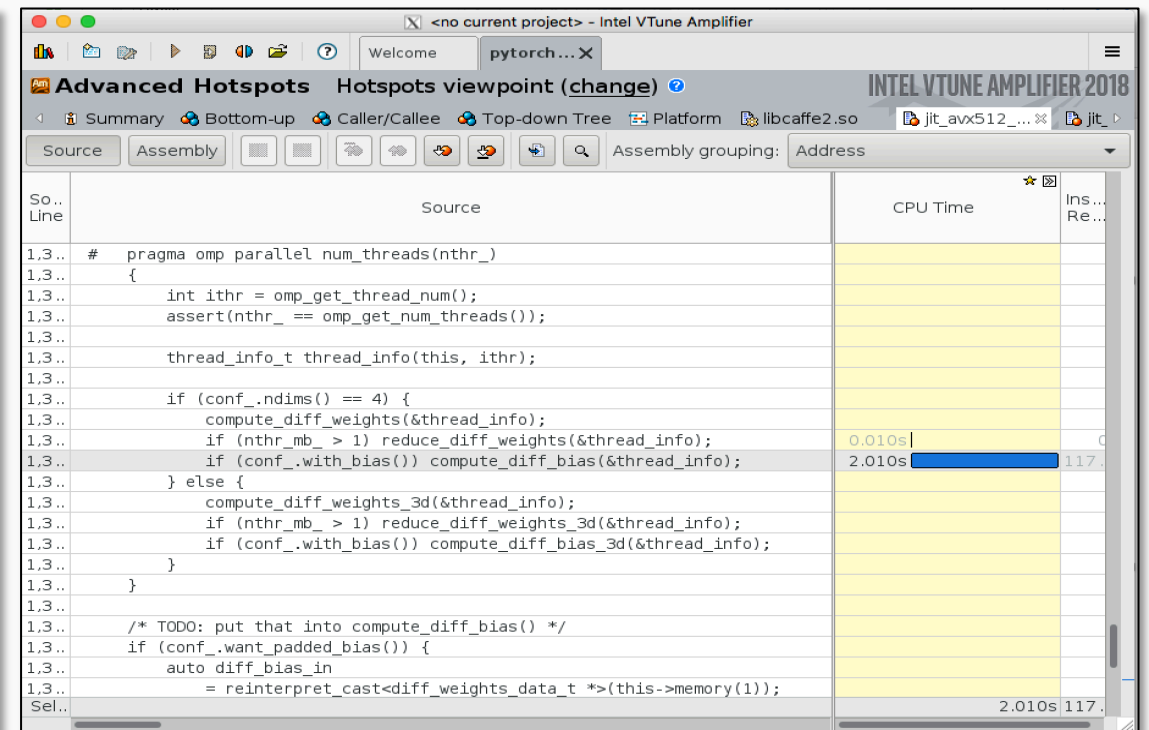 <no current project> - Intel VTune Amplifier
Welcome pytorch...
Advanced Hotspots Hotspots viewpoint (change) INTEL VTUNE AMPLIFIER 2018
Summary Bottom-up Caller/Callee Top-down Tree Platform libcaffe2.so jit_avx512_... jit_
Source Assembly Assembly grouping: Address
So.. Line Source CPU Time Ins... Re...
1,3.. # pragma omp parallel num_threads(nthr_)
1,3.. {
1,3.. int ithr = omp_get_thread_num();
1,3.. assert(nthr_ == omp_get_num_threads());
1,3..
1,3.. thread_info_t thread_info(this, ithr);
1,3..
1,3.. if (conf_.ndims() == 4) {
1,3.. compute_diff_weights(&thread_info);
1,3.. if (nthr_mb_ > 1) reduce_diff_weights(&thread_info); 0.010s
1,3.. if (conf_.with_bias()) compute_diff_bias(&thread_info); 2.010s 117.
1,3.. } else {
1,3.. compute_diff_weights_3d(&thread_info);
1,3.. if (nthr_mb_ > 1) reduce_diff_weights_3d(&thread_info);
1,3.. if (conf_.with_bias()) compute_diff_bias_3d(&thread_info);
1,3.. }
1,3.. }
1,3..
1,3.. /* TODO: put that into compute_diff_bias() */
1,3.. if (conf_.want_padded_bias()) {
1,3.. auto diff_bias_in
1,3.. = reinterpret_cast<diff_weights_data_t *>(this->memory(1));
Sel.. 2.010s 117.